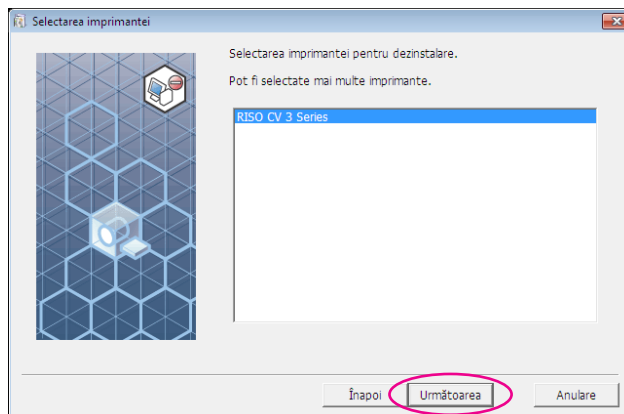 Selectarea imprimantei
Selectarea imprimantei pentru dezinstalare.
Pot fi selectate mai multe imprimante.
RISO CV 3 Series
Înapoi
Următoarea
Anulare